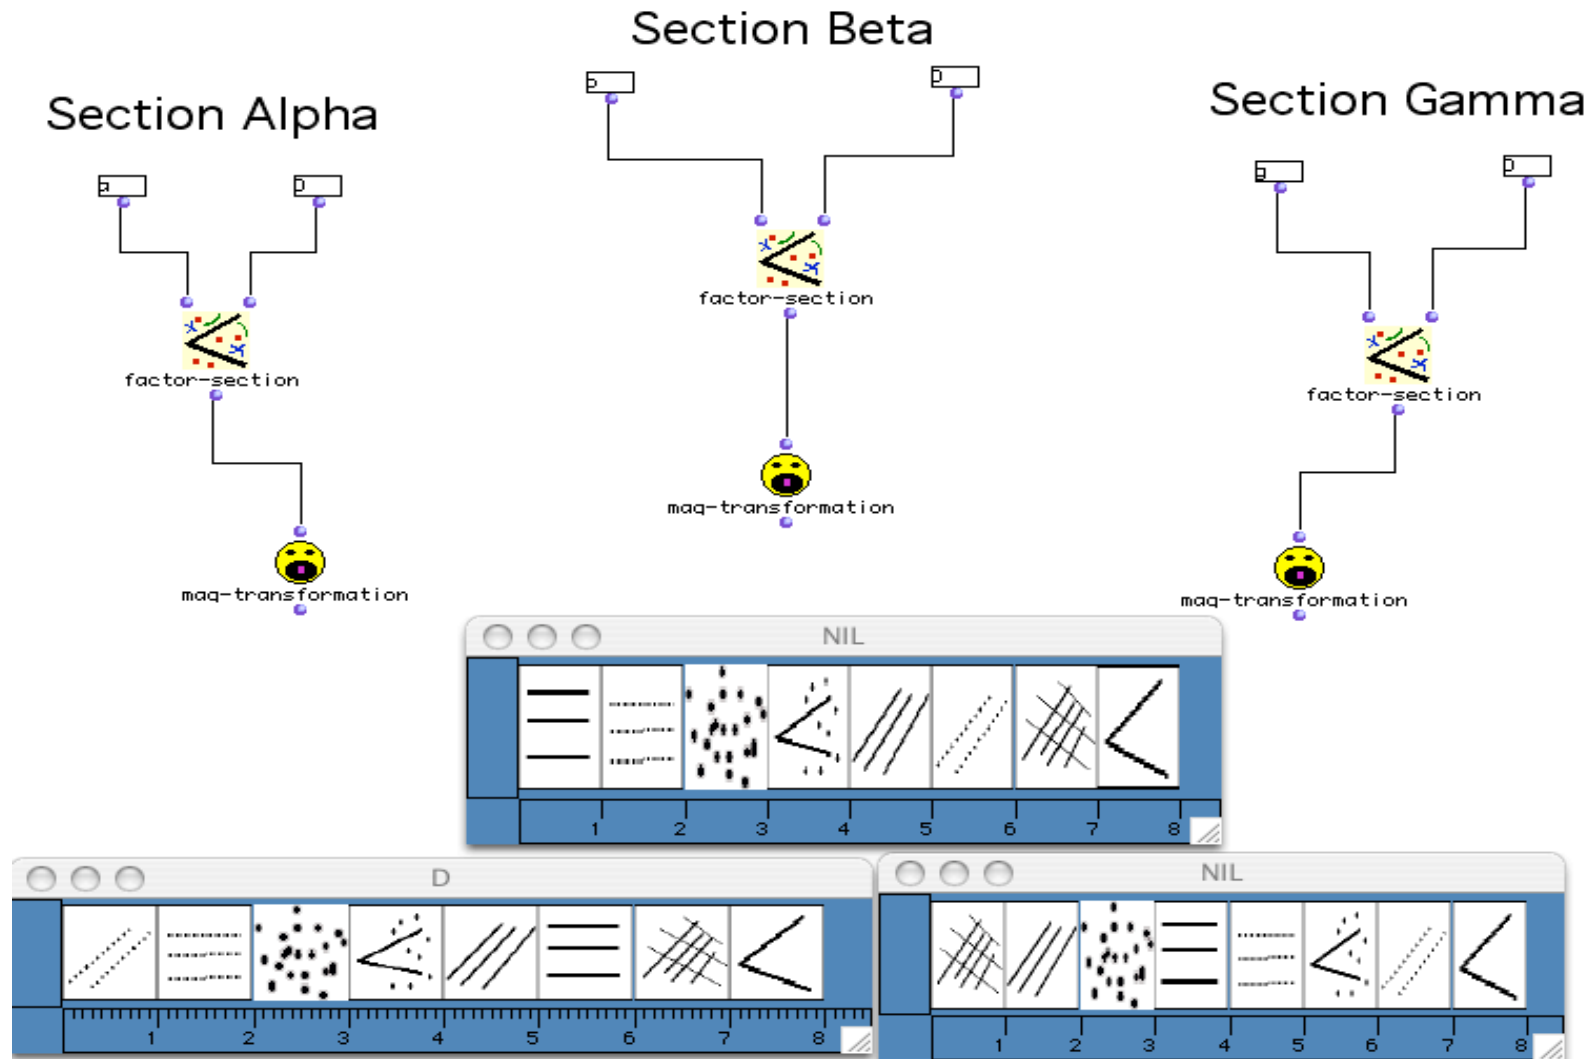 Section Beta
Section Alpha
Section Gamma
a
factor-section
factor-section
factor-section
maq-transformation
maq-transformation
maq-transformation
NIL
1 2 3 4 5 6 7 8
D
1 2 3 4 5 6 7 8
NIL
1 2 3 4 5 6 7 8